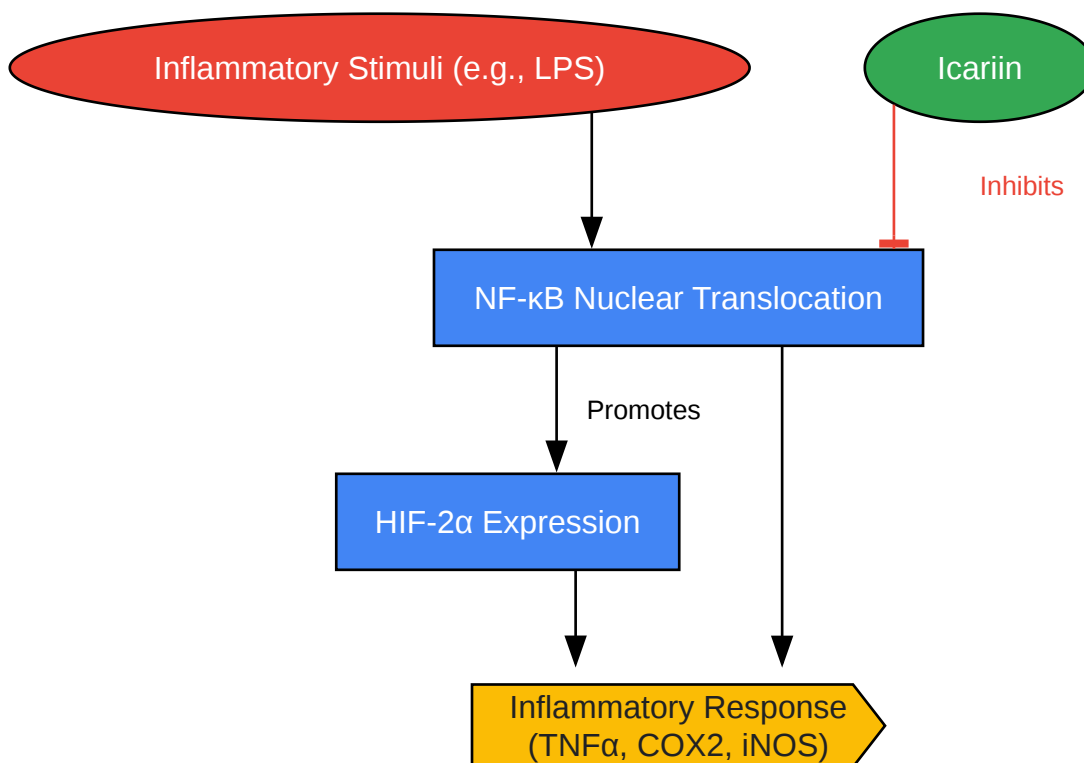 Inflammatory Stimuli (e.g., LPS)
Icariin
Inhibits
NF-κB Nuclear Translocation
Promotes
HIF-2α Expression
Inflammatory Response
(TNFα, COX2, iNOS)